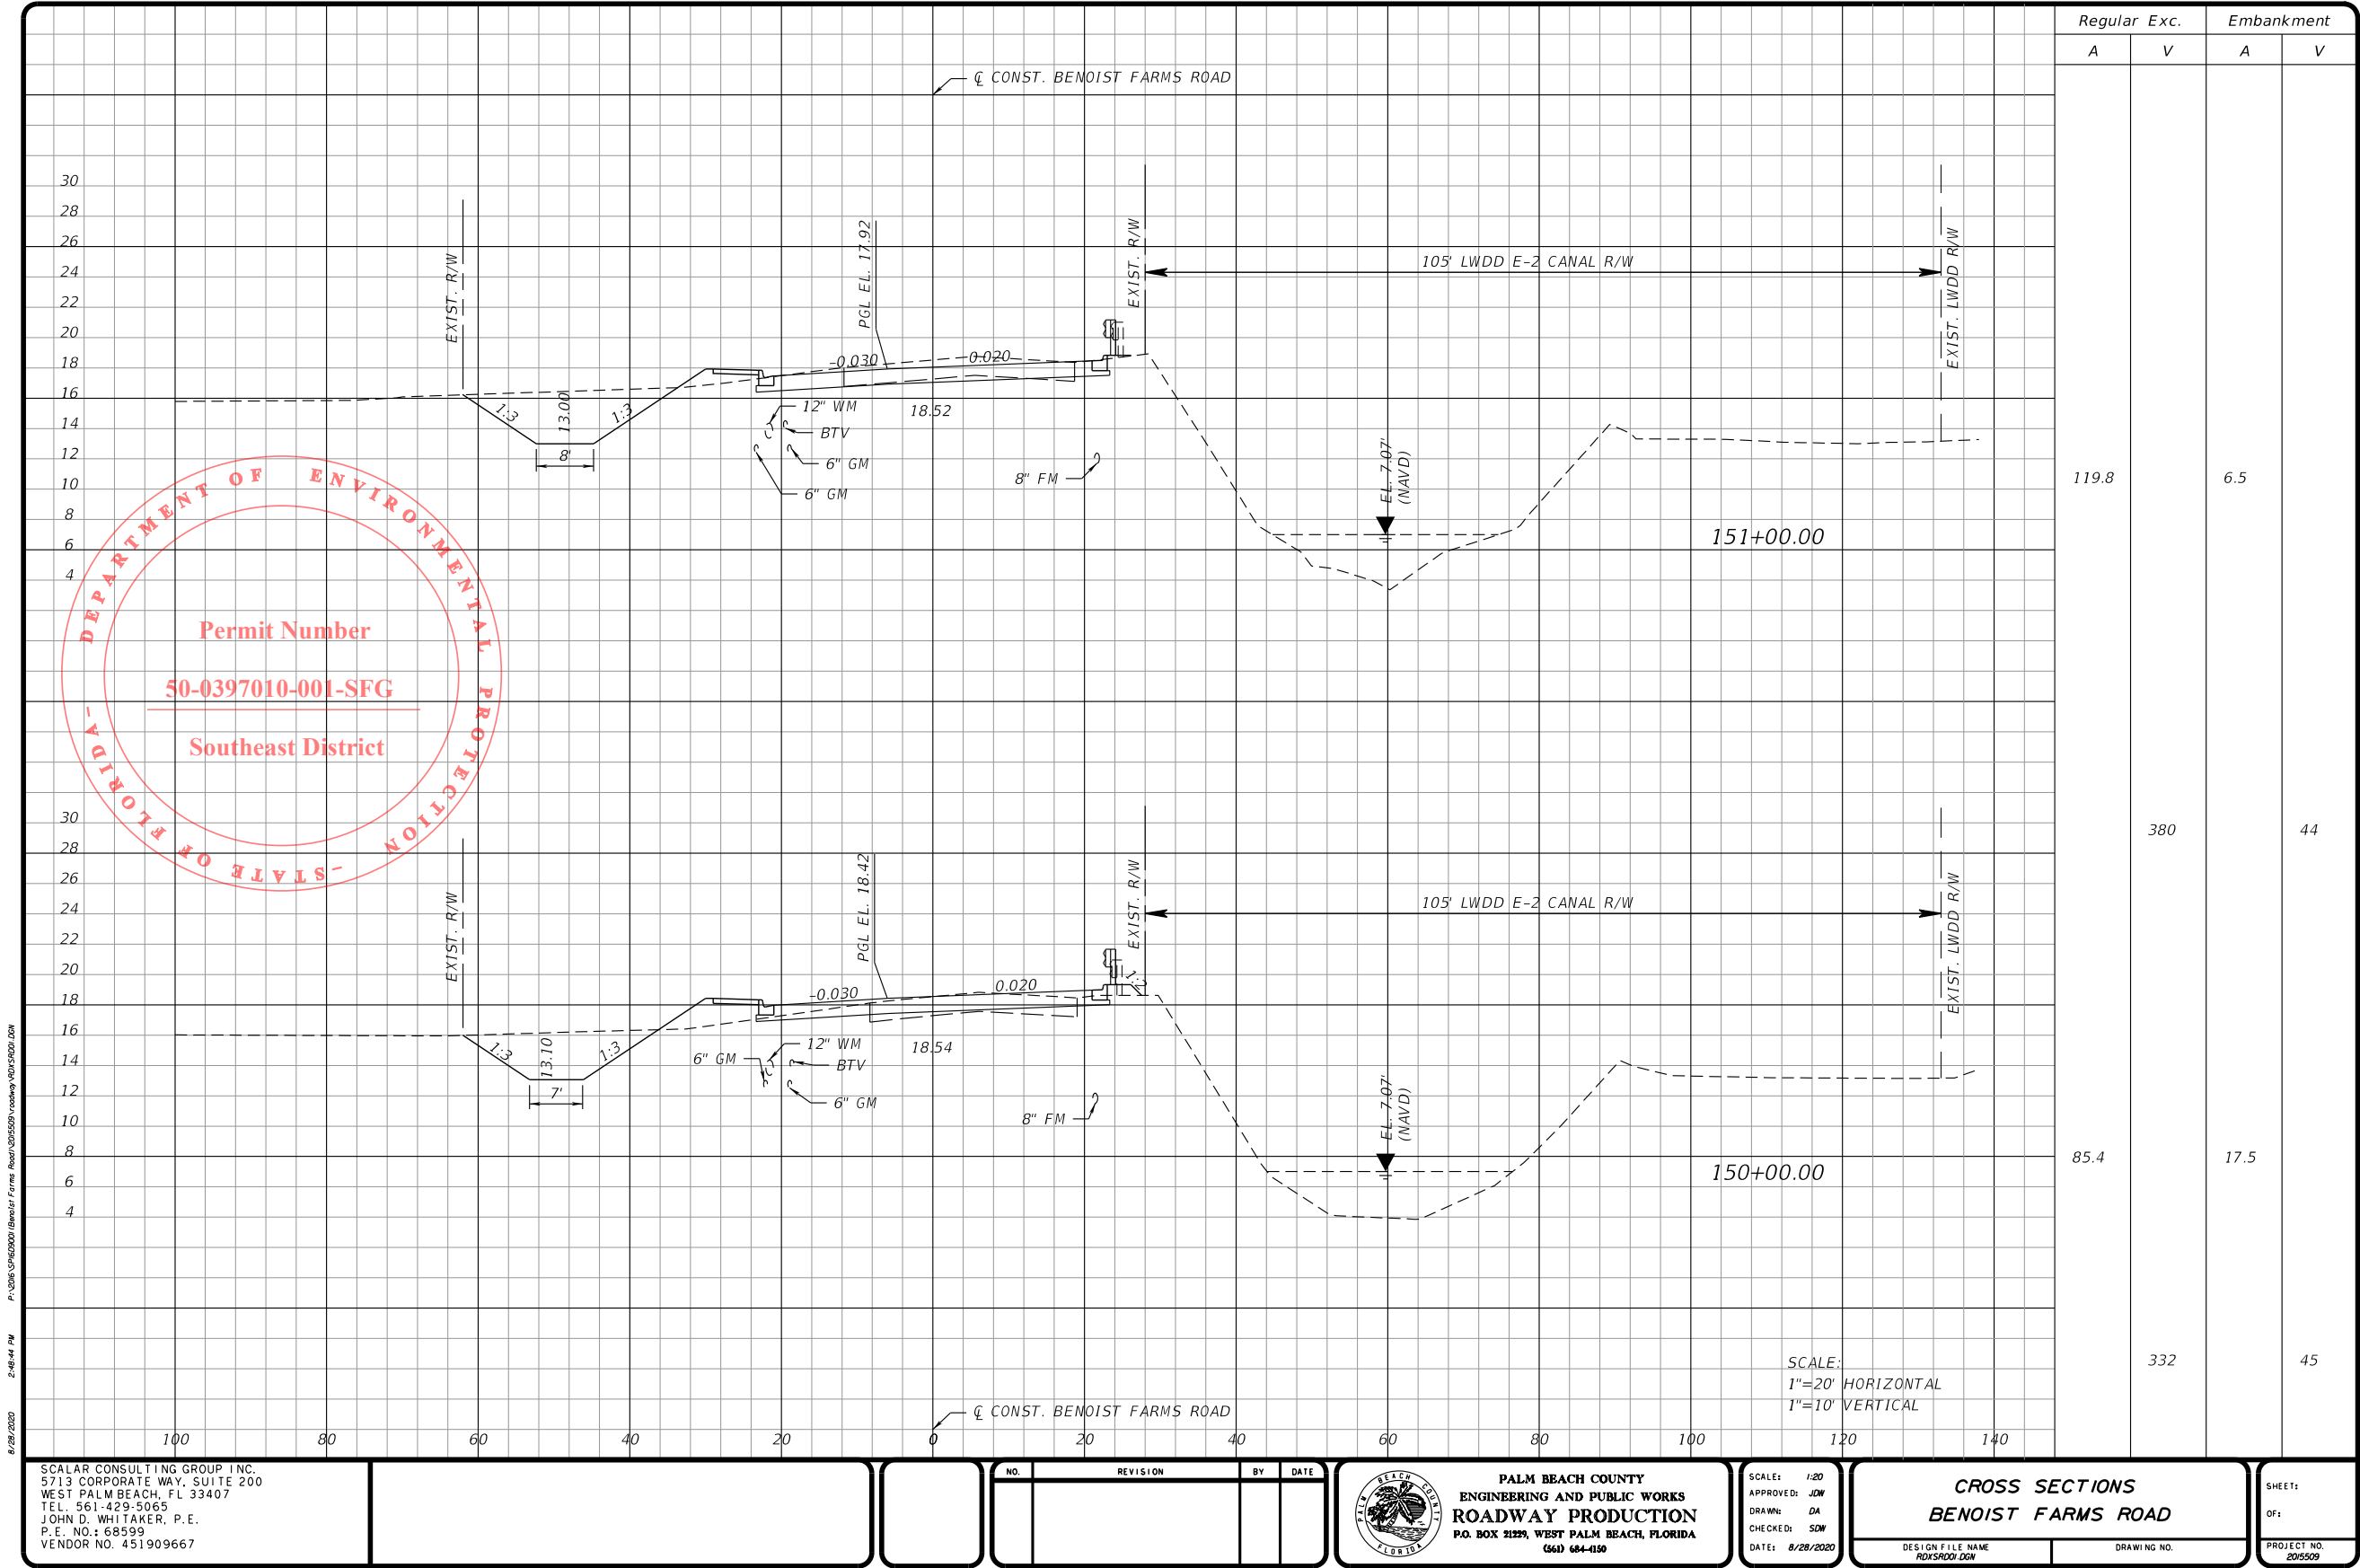 Regular Exc.
Embankment
A
V
A
V
℄ CONST. BENOIST FARMS ROAD
30
28
26
24
22
20
18
16
14
12
10
8
6
4
EXIST. R/W
PGL EL. 17.92
EXIST. R/W
105' LWDD E-2 CANAL R/W
EXIST. LWDD R/W
-0.030
0.020
1:3
13.00
1:3
8'
12" WM
BTV
6" GM
6" GM
18.52
8" FM
EL. 7.07'
(NAVD)
151+00.00
119.8
6.5
DEPARTMENT OF ENVIRONMENTAL PROTECTION
-STATE OF FLORIDA-
Permit Number
50-0397010-001-SFG
Southeast District
380
44
30
28
26
24
22
20
18
16
14
12
10
8
6
4
EXIST. R/W
PGL EL. 18.42
EXIST. R/W
105' LWDD E-2 CANAL R/W
EXIST. LWDD R/W
-0.030
0.020
1:3
13.10
1:3
7'
6" GM
12" WM
BTV
6" GM
18.54
8" FM
EL. 7.07'
(NAVD)
150+00.00
85.4
17.5
332
45
SCALE:
1"=20' HORIZONTAL
1"=10' VERTICAL
℄ CONST. BENOIST FARMS ROAD
100
80
60
40
20
0
20
40
60
80
100
120
140
P:\2016\SP16D9001 (Benoist Farms Road)\2015509\roadway\RDXSRD01.DGN
2:48:44 PM
8/28/2020
SCALAR CONSULTING GROUP INC.
5713 CORPORATE WAY, SUITE 200
WEST PALM BEACH, FL 33407
TEL. 561-429-5065
JOHN D. WHITAKER, P.E.
P.E. NO.: 68599
VENDOR NO. 451909667
NO.
REVISION
BY
DATE
PALM BEACH COUNTY
FLORIDA
PALM BEACH COUNTY
ENGINEERING AND PUBLIC WORKS
ROADWAY PRODUCTION
P.O. BOX 21229, WEST PALM BEACH, FLORIDA
(561) 684-4150
SCALE: 1:20
APPROVED: JDW
DRAWN: DA
CHECKED: SDW
DATE: 8/28/2020
CROSS SECTIONS
BENOIST FARMS ROAD
DESIGN FILE NAME
RDXSRD01.DGN
DRAWING NO.
SHEET:
OF:
PROJECT NO.
2015509